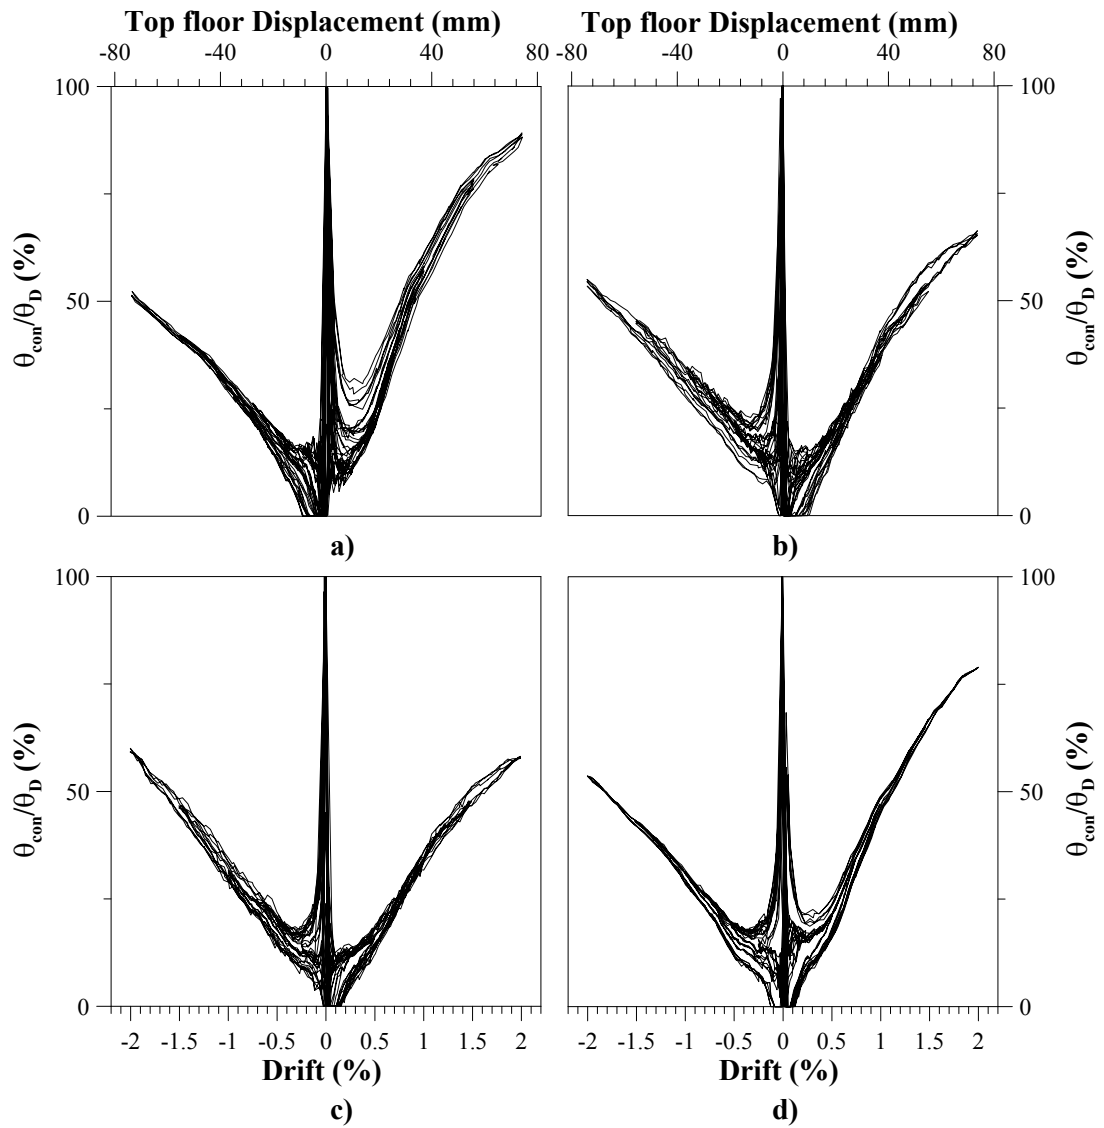 Top floor Displacement (mm) Top floor Displacement (mm)
-80 -40 0 40 80 -80 -40 0 40 80
100 100
θcon/θD (%) θcon/θD (%)
50 50
0 0
a) b)
100 100
θcon/θD (%) θcon/θD (%)
50 50
0 0
-2 -1.5 -1 -0.5 0 0.5 1 1.5 2 -2 -1.5 -1 -0.5 0 0.5 1 1.5 2
Drift (%) Drift (%)
c) d)